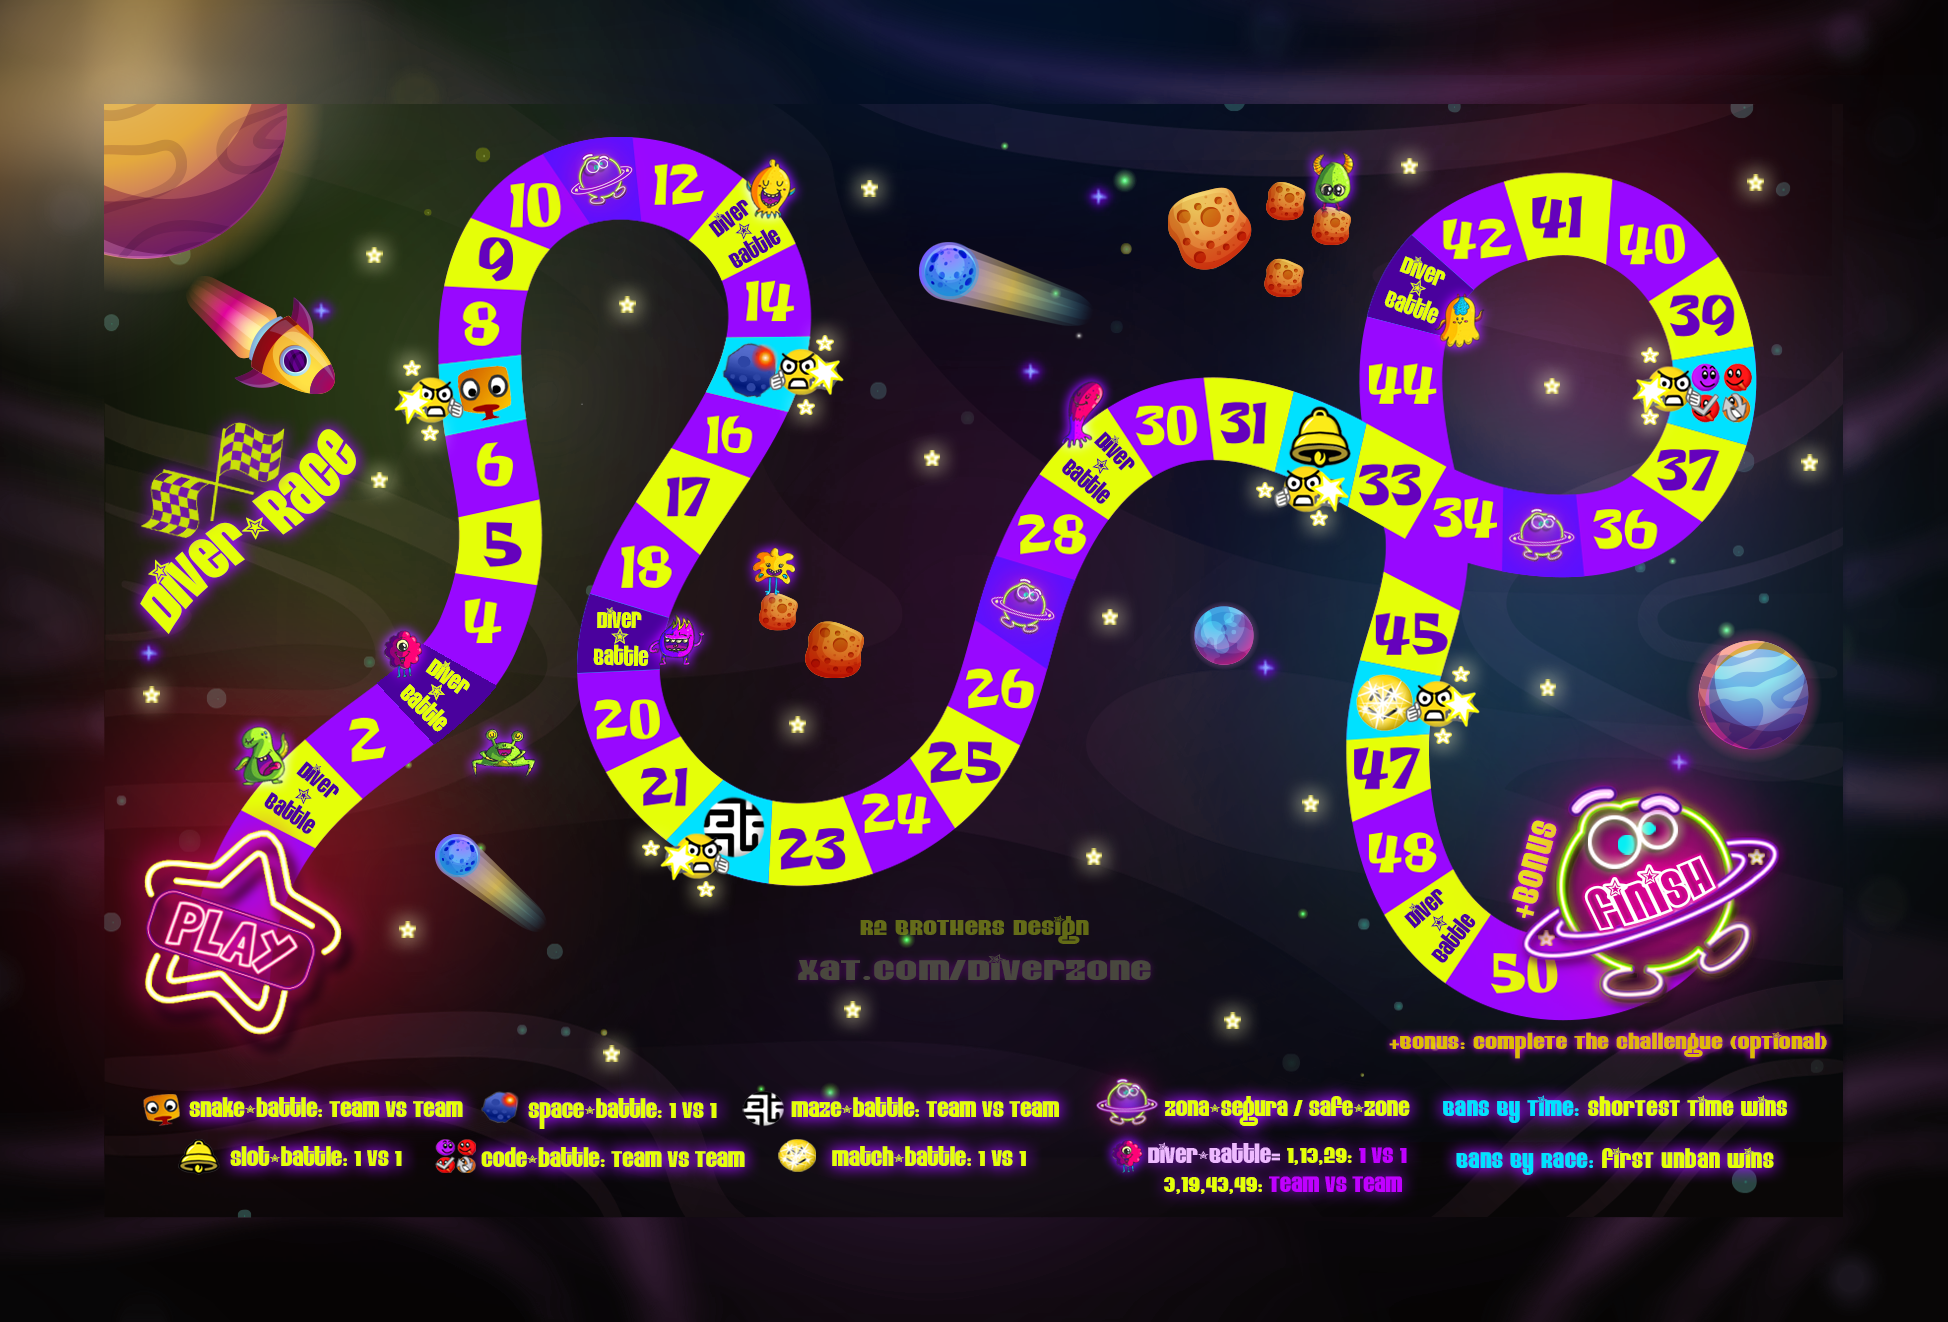 Diver Race
PLAY
Diver Battle
2
Diver Battle
4
5
6
8
9
10
12
Diver Battle
14
16
17
18
Diver Battle
20
21
23
24
25
26
28
Diver Battle
30
31
33
34
36
37
39
40
41
42
Diver Battle
44
45
47
48
Diver Battle
50
+BONUS
FINISH
R2 BROTHERS DESIGN
XAT.COM/DIVERZONE
+BONUS: COMPLETE THE CHALLENGUE (OPTIONAL)
SNAKE*BATTLE: TEAM VS TEAM
SPACE*BATTLE: 1 VS 1
MAZE*BATTLE: TEAM VS TEAM
ZONA*SEGURA / SAFE*ZONE
BANS BY TIME: SHORTEST TIME WINS
SLOT*BATTLE: 1 VS 1
CODE*BATTLE: TEAM VS TEAM
MATCH*BATTLE: 1 VS 1
DIVER*BATTLE= 1,13,29: 1 VS 1
3,19,43,49: TEAM VS TEAM
BANS BY RACE: FIRST UNBAN WINS